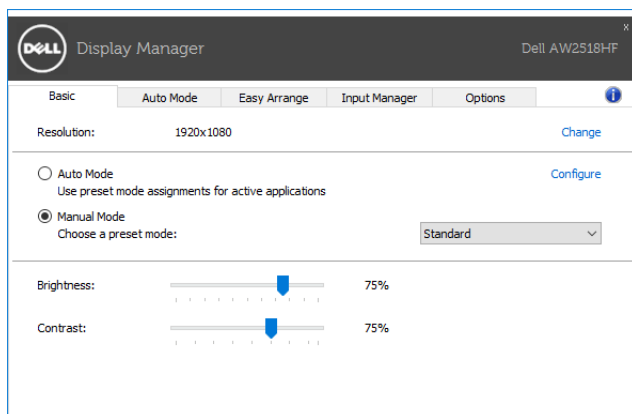 x
DELL Display Manager Dell AW2518HF
Basic Auto Mode Easy Arrange Input Manager Options i
Resolution: 1920x1080 Change
Auto Mode Configure
Use preset mode assignments for active applications
Manual Mode
Choose a preset mode: Standard
Brightness: 75%
Contrast: 75%